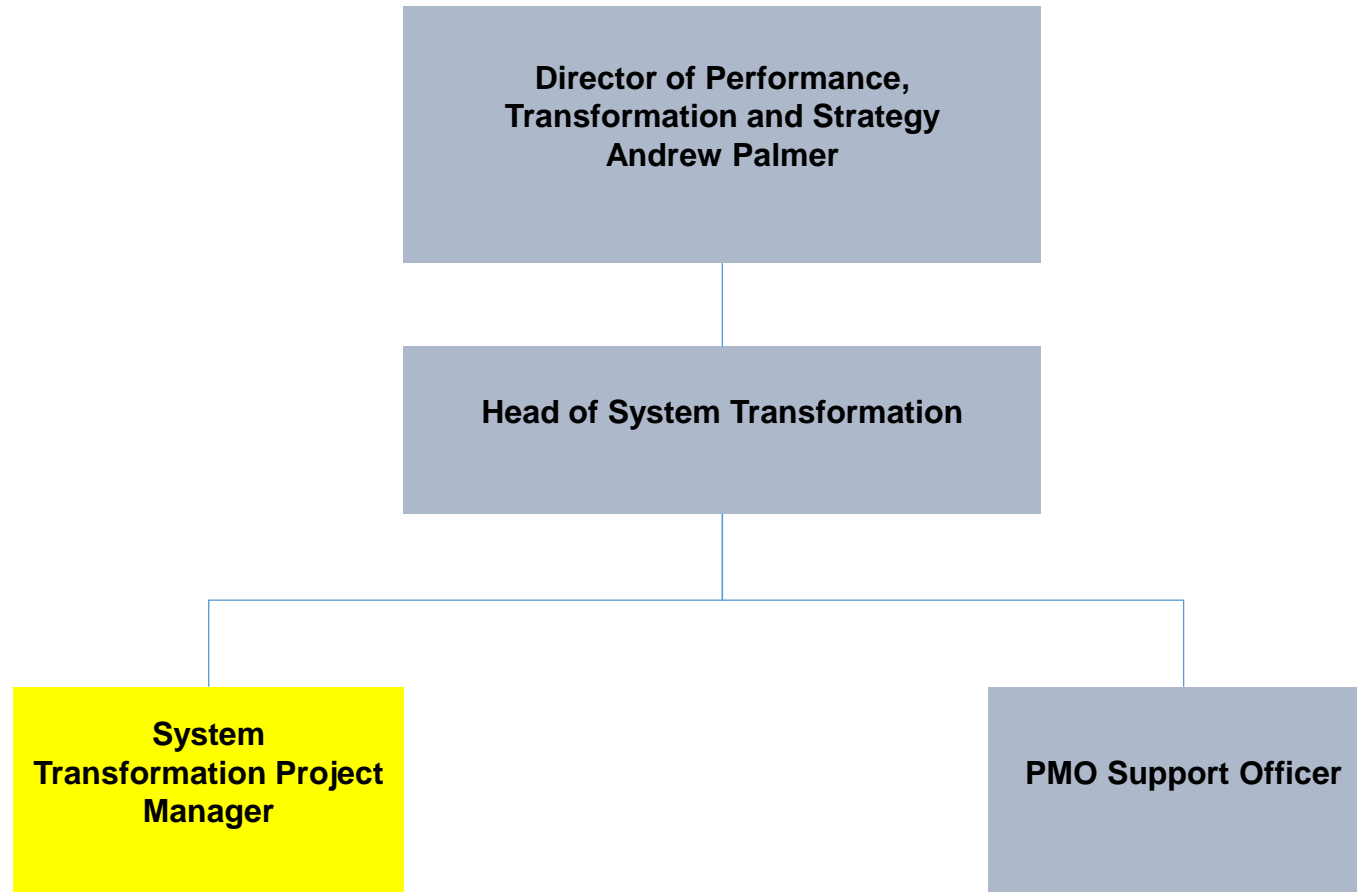 Director of Performance,
Transformation and Strategy
Andrew Palmer
Head of System Transformation
System
Transformation Project
Manager
PMO Support Officer